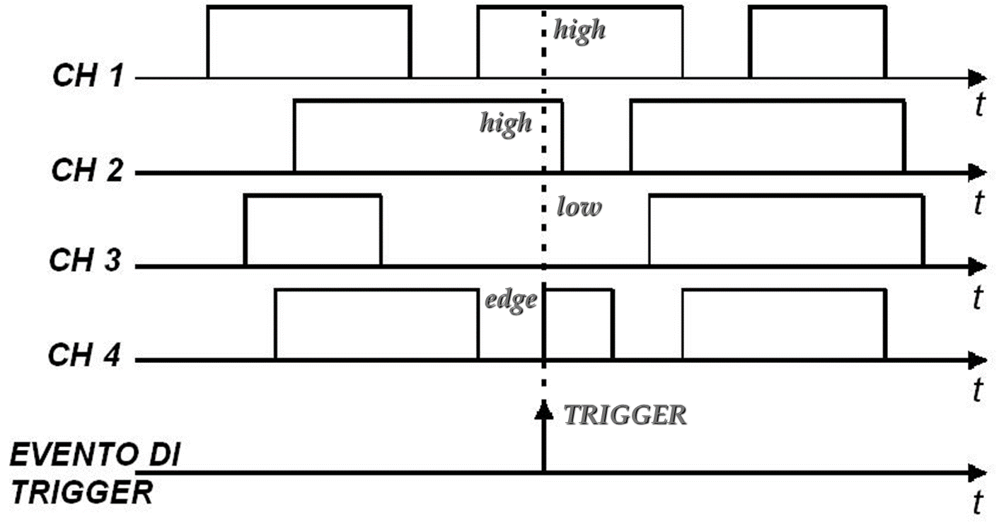 high
CH 1
t
high
CH 2
t
low
CH 3
t
edge
CH 4
t
TRIGGER
EVENTO DI
TRIGGER
t